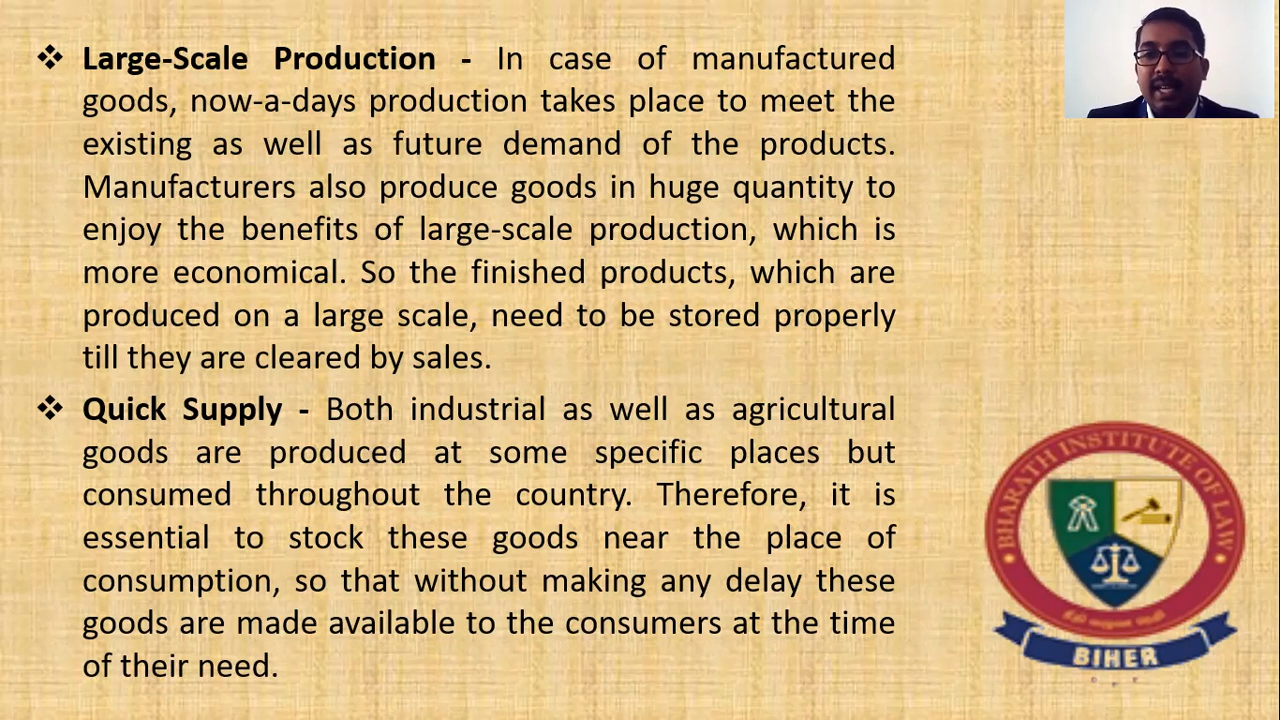 ❖ Large-Scale Production - In case of manufactured
goods, now-a-days production takes place to meet the
existing as well as future demand of the products.
Manufacturers also produce goods in huge quantity to
enjoy the benefits of large-scale production, which is
more economical. So the finished products, which are
produced on a large scale, need to be stored properly
till they are cleared by sales.
❖ Quick Supply - Both industrial as well as agricultural
goods are produced at some specific places but
consumed throughout the country. Therefore, it is
essential to stock these goods near the place of
consumption, so that without making any delay these
goods are made available to the consumers at the time
of their need.
BHARATH INSTITUTE OF LAW
BIHER